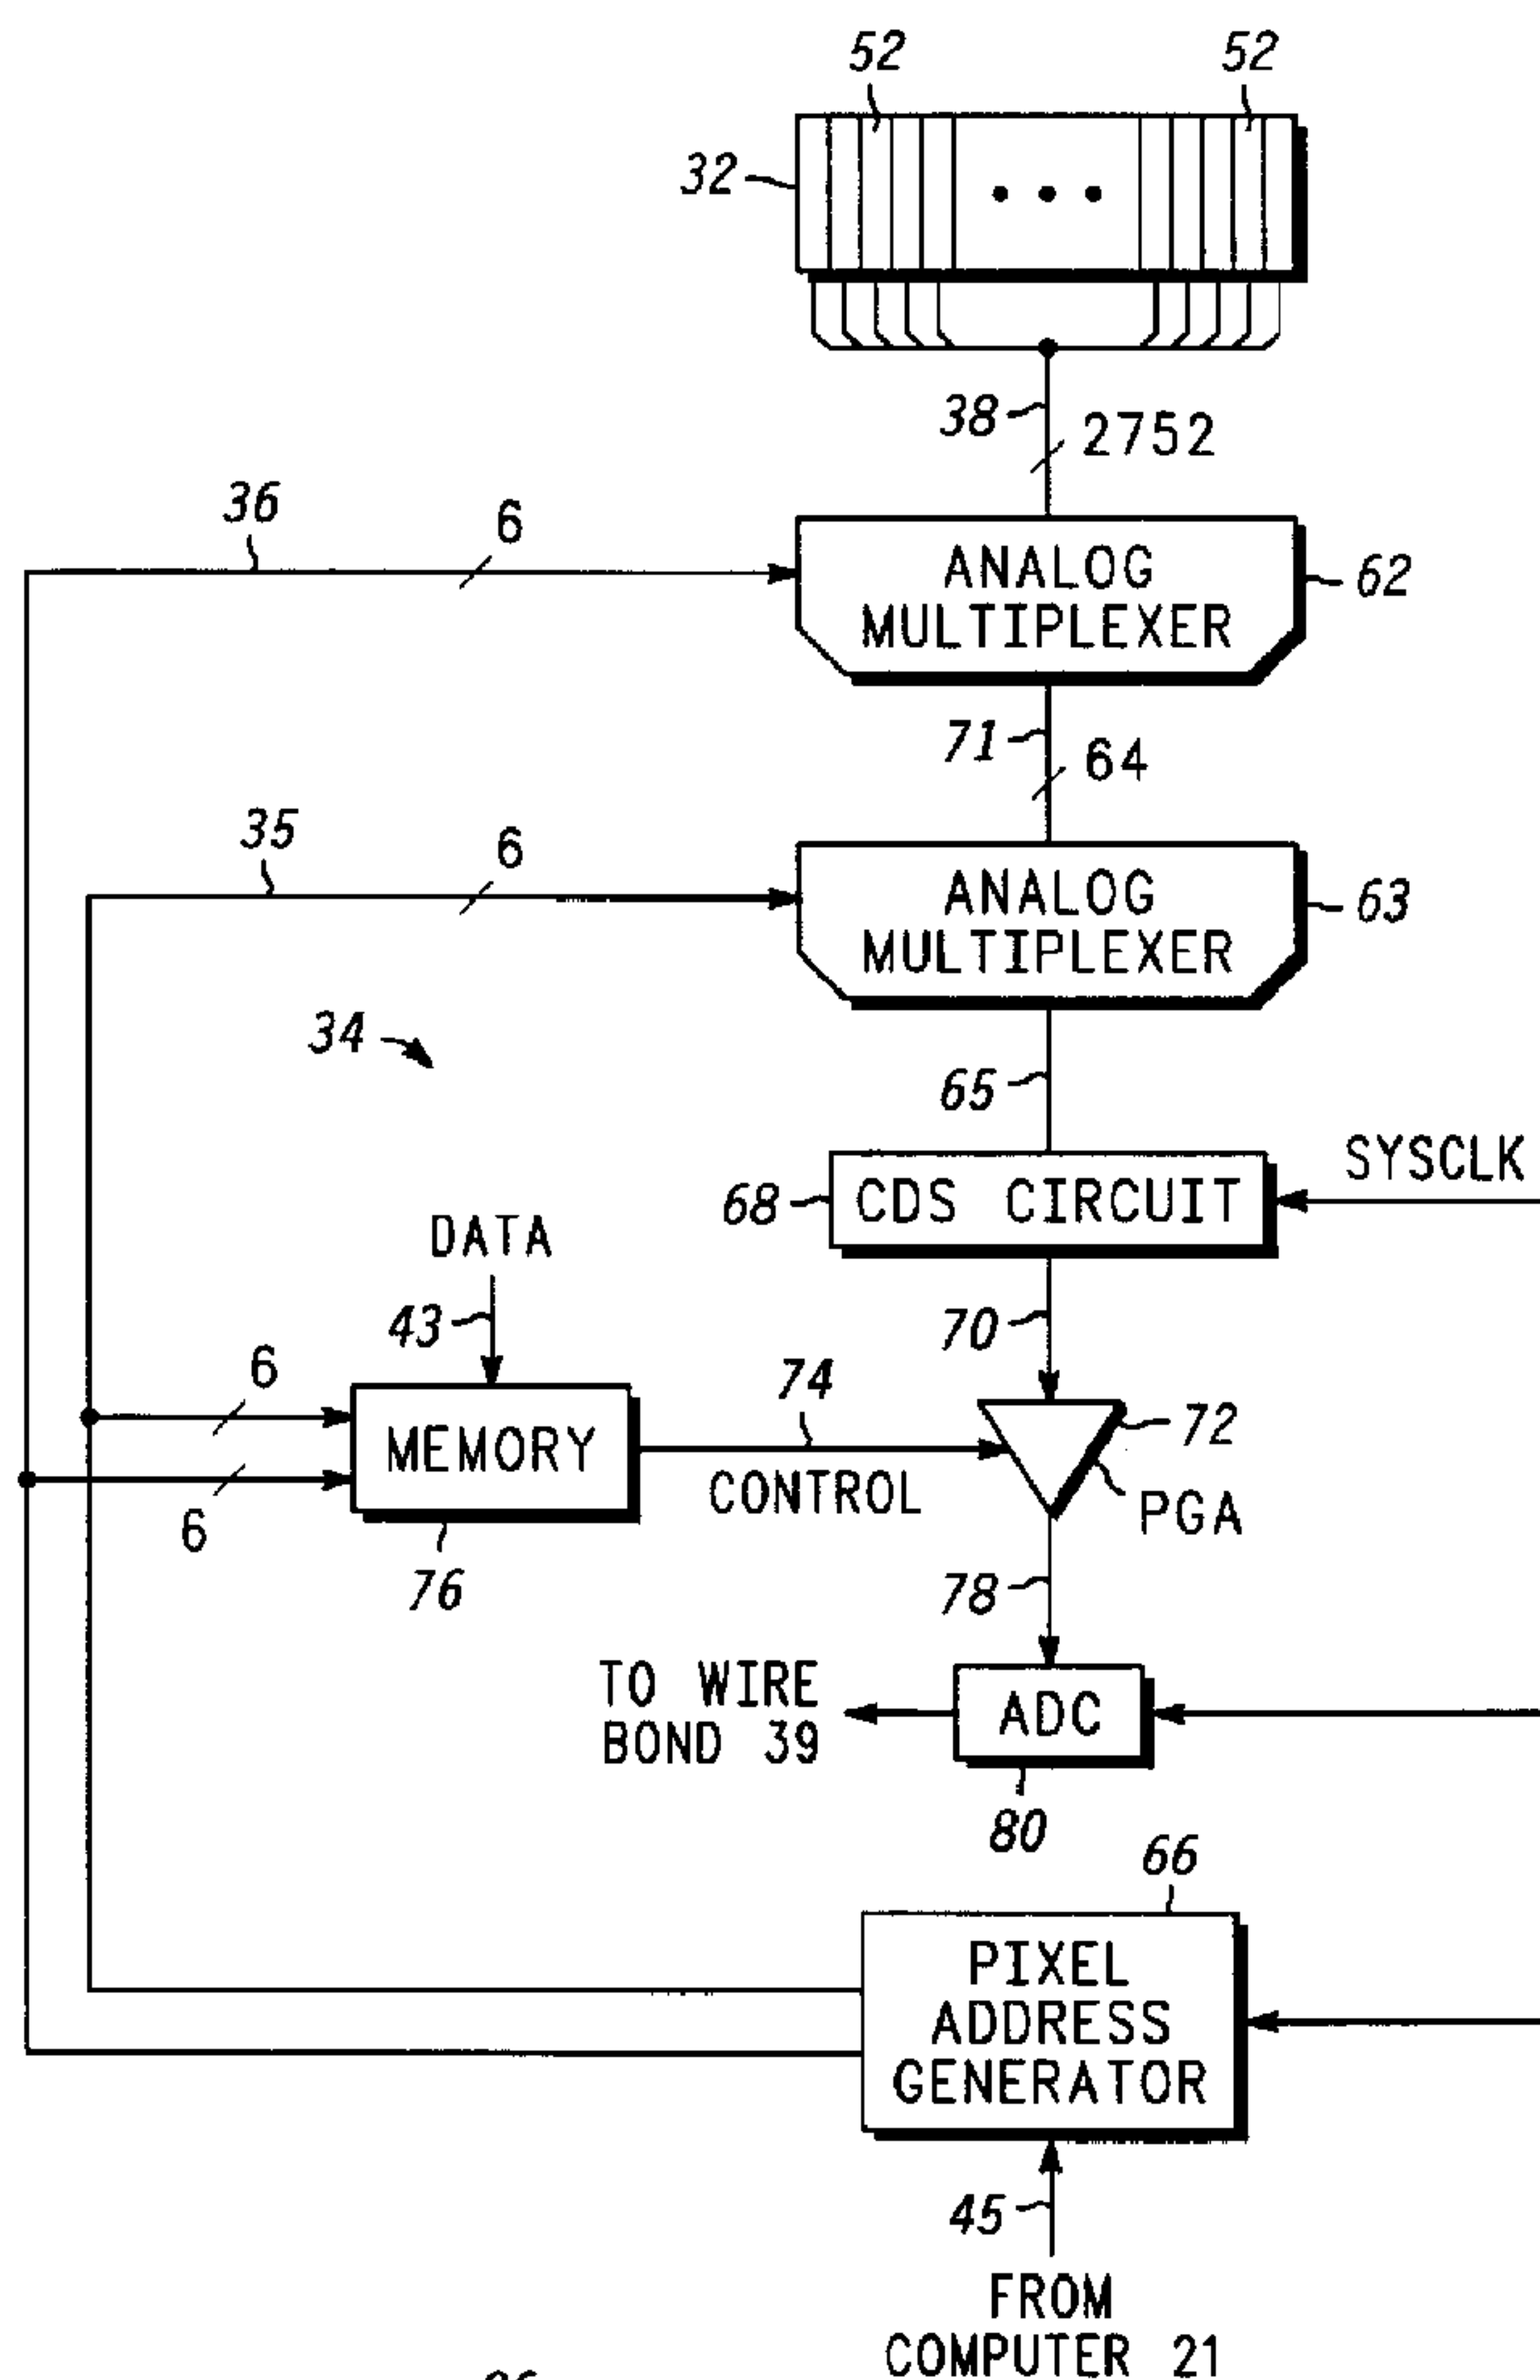 52 52
32
38 2752
36 6
ANALOG
MULTIPLEXER
62
71 64
35 6
ANALOG
MULTIPLEXER
63
34
65
SYSCLK
68 CDS CIRCUIT
DATA
43
70
6
74
72
MEMORY
CONTROL
PGA
6
76
78
TO WIRE
BOND 39
ADC
80
66
PIXEL
ADDRESS
GENERATOR
45
FROM
COMPUTER 21